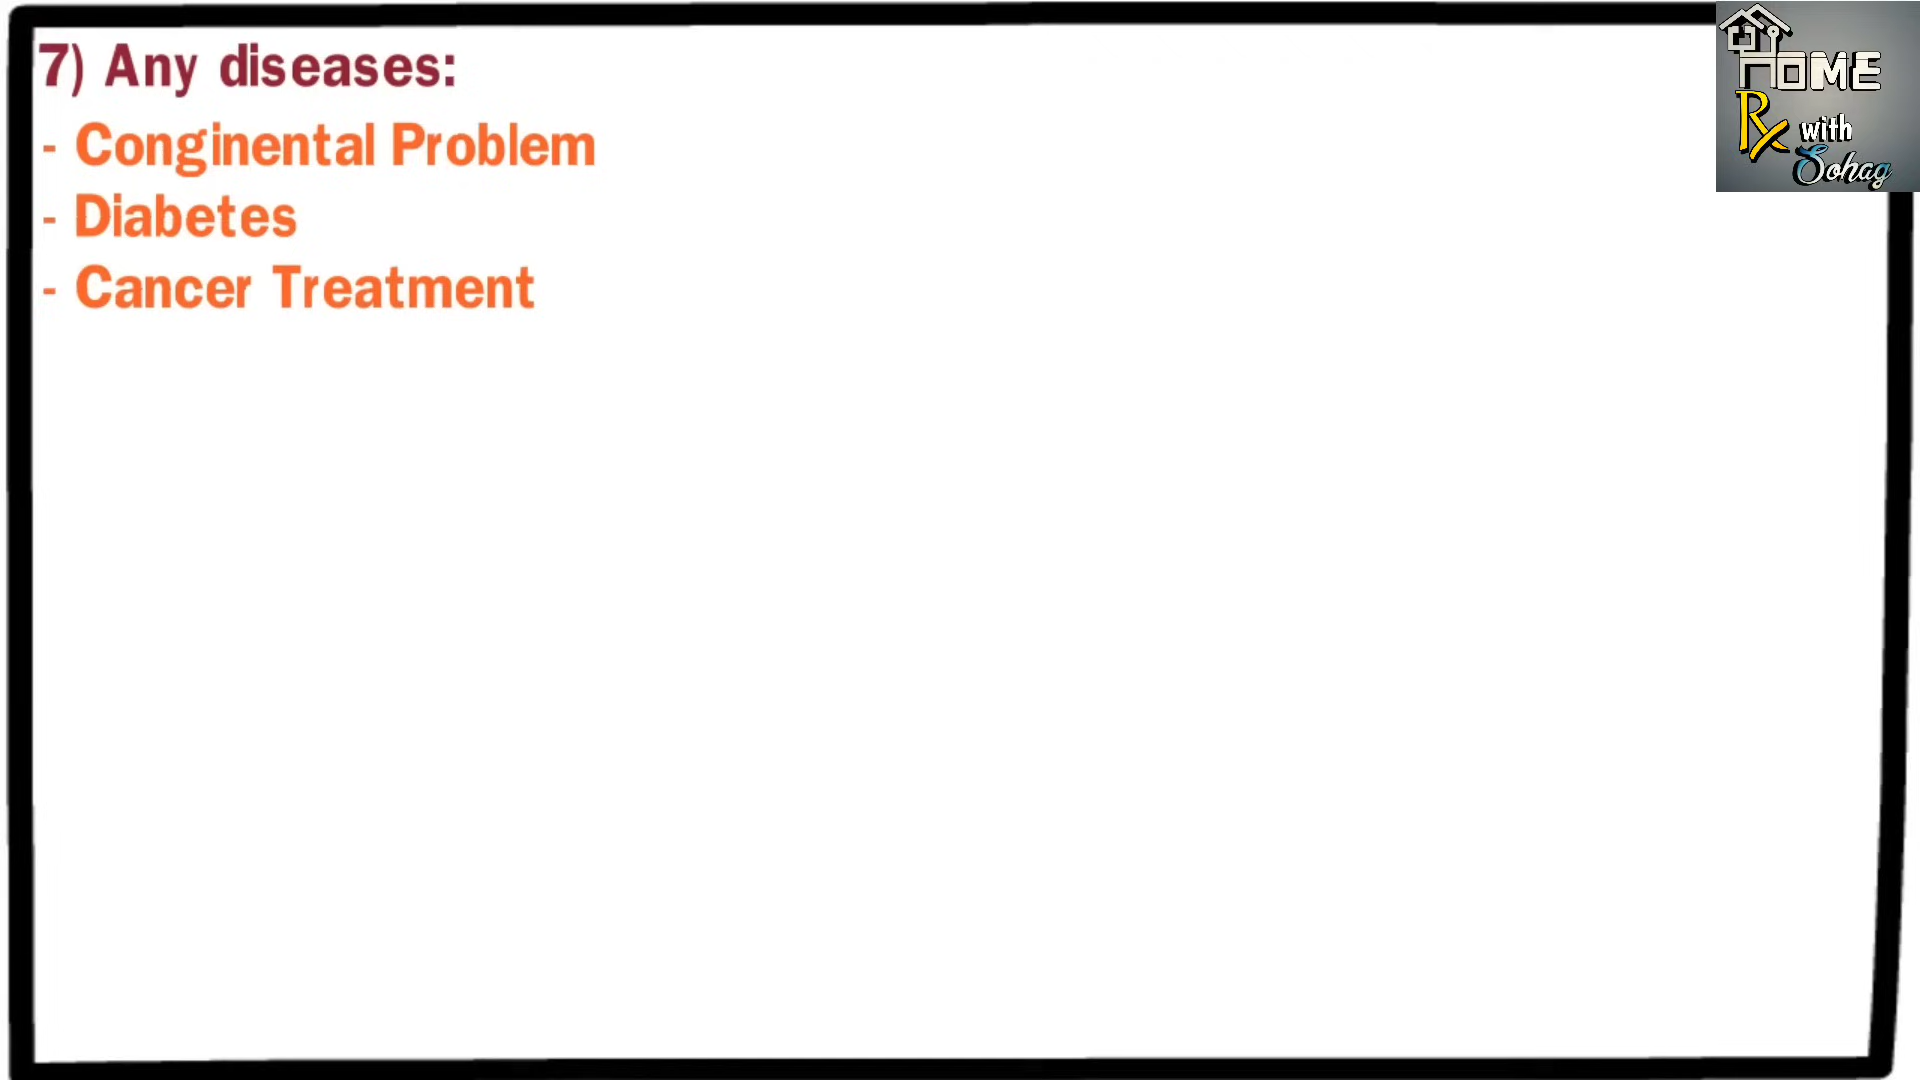 7) Any diseases:
- Conginental Problem
- Diabetes
- Cancer Treatment
HOME
Rx with
Sohag